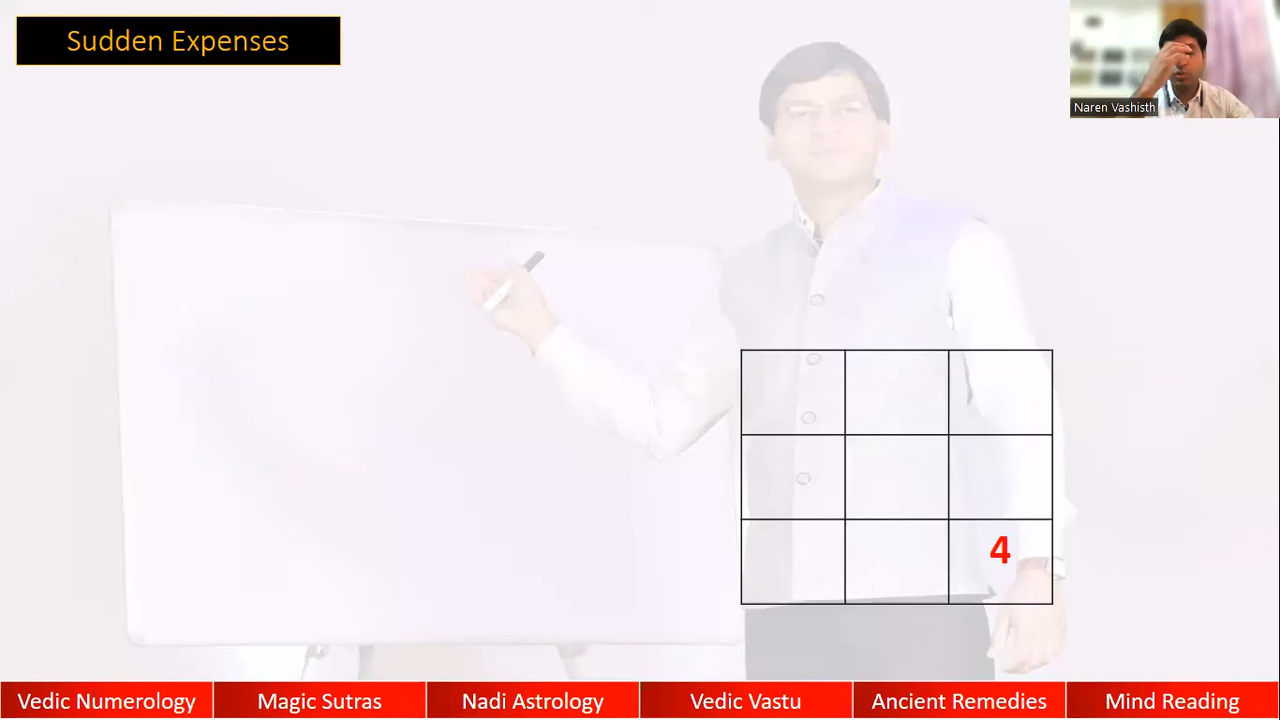 Sudden Expenses
Naren Vashisth
4
Vedic Numerology
Magic Sutras
Nadi Astrology
Vedic Vastu
Ancient Remedies
Mind Reading